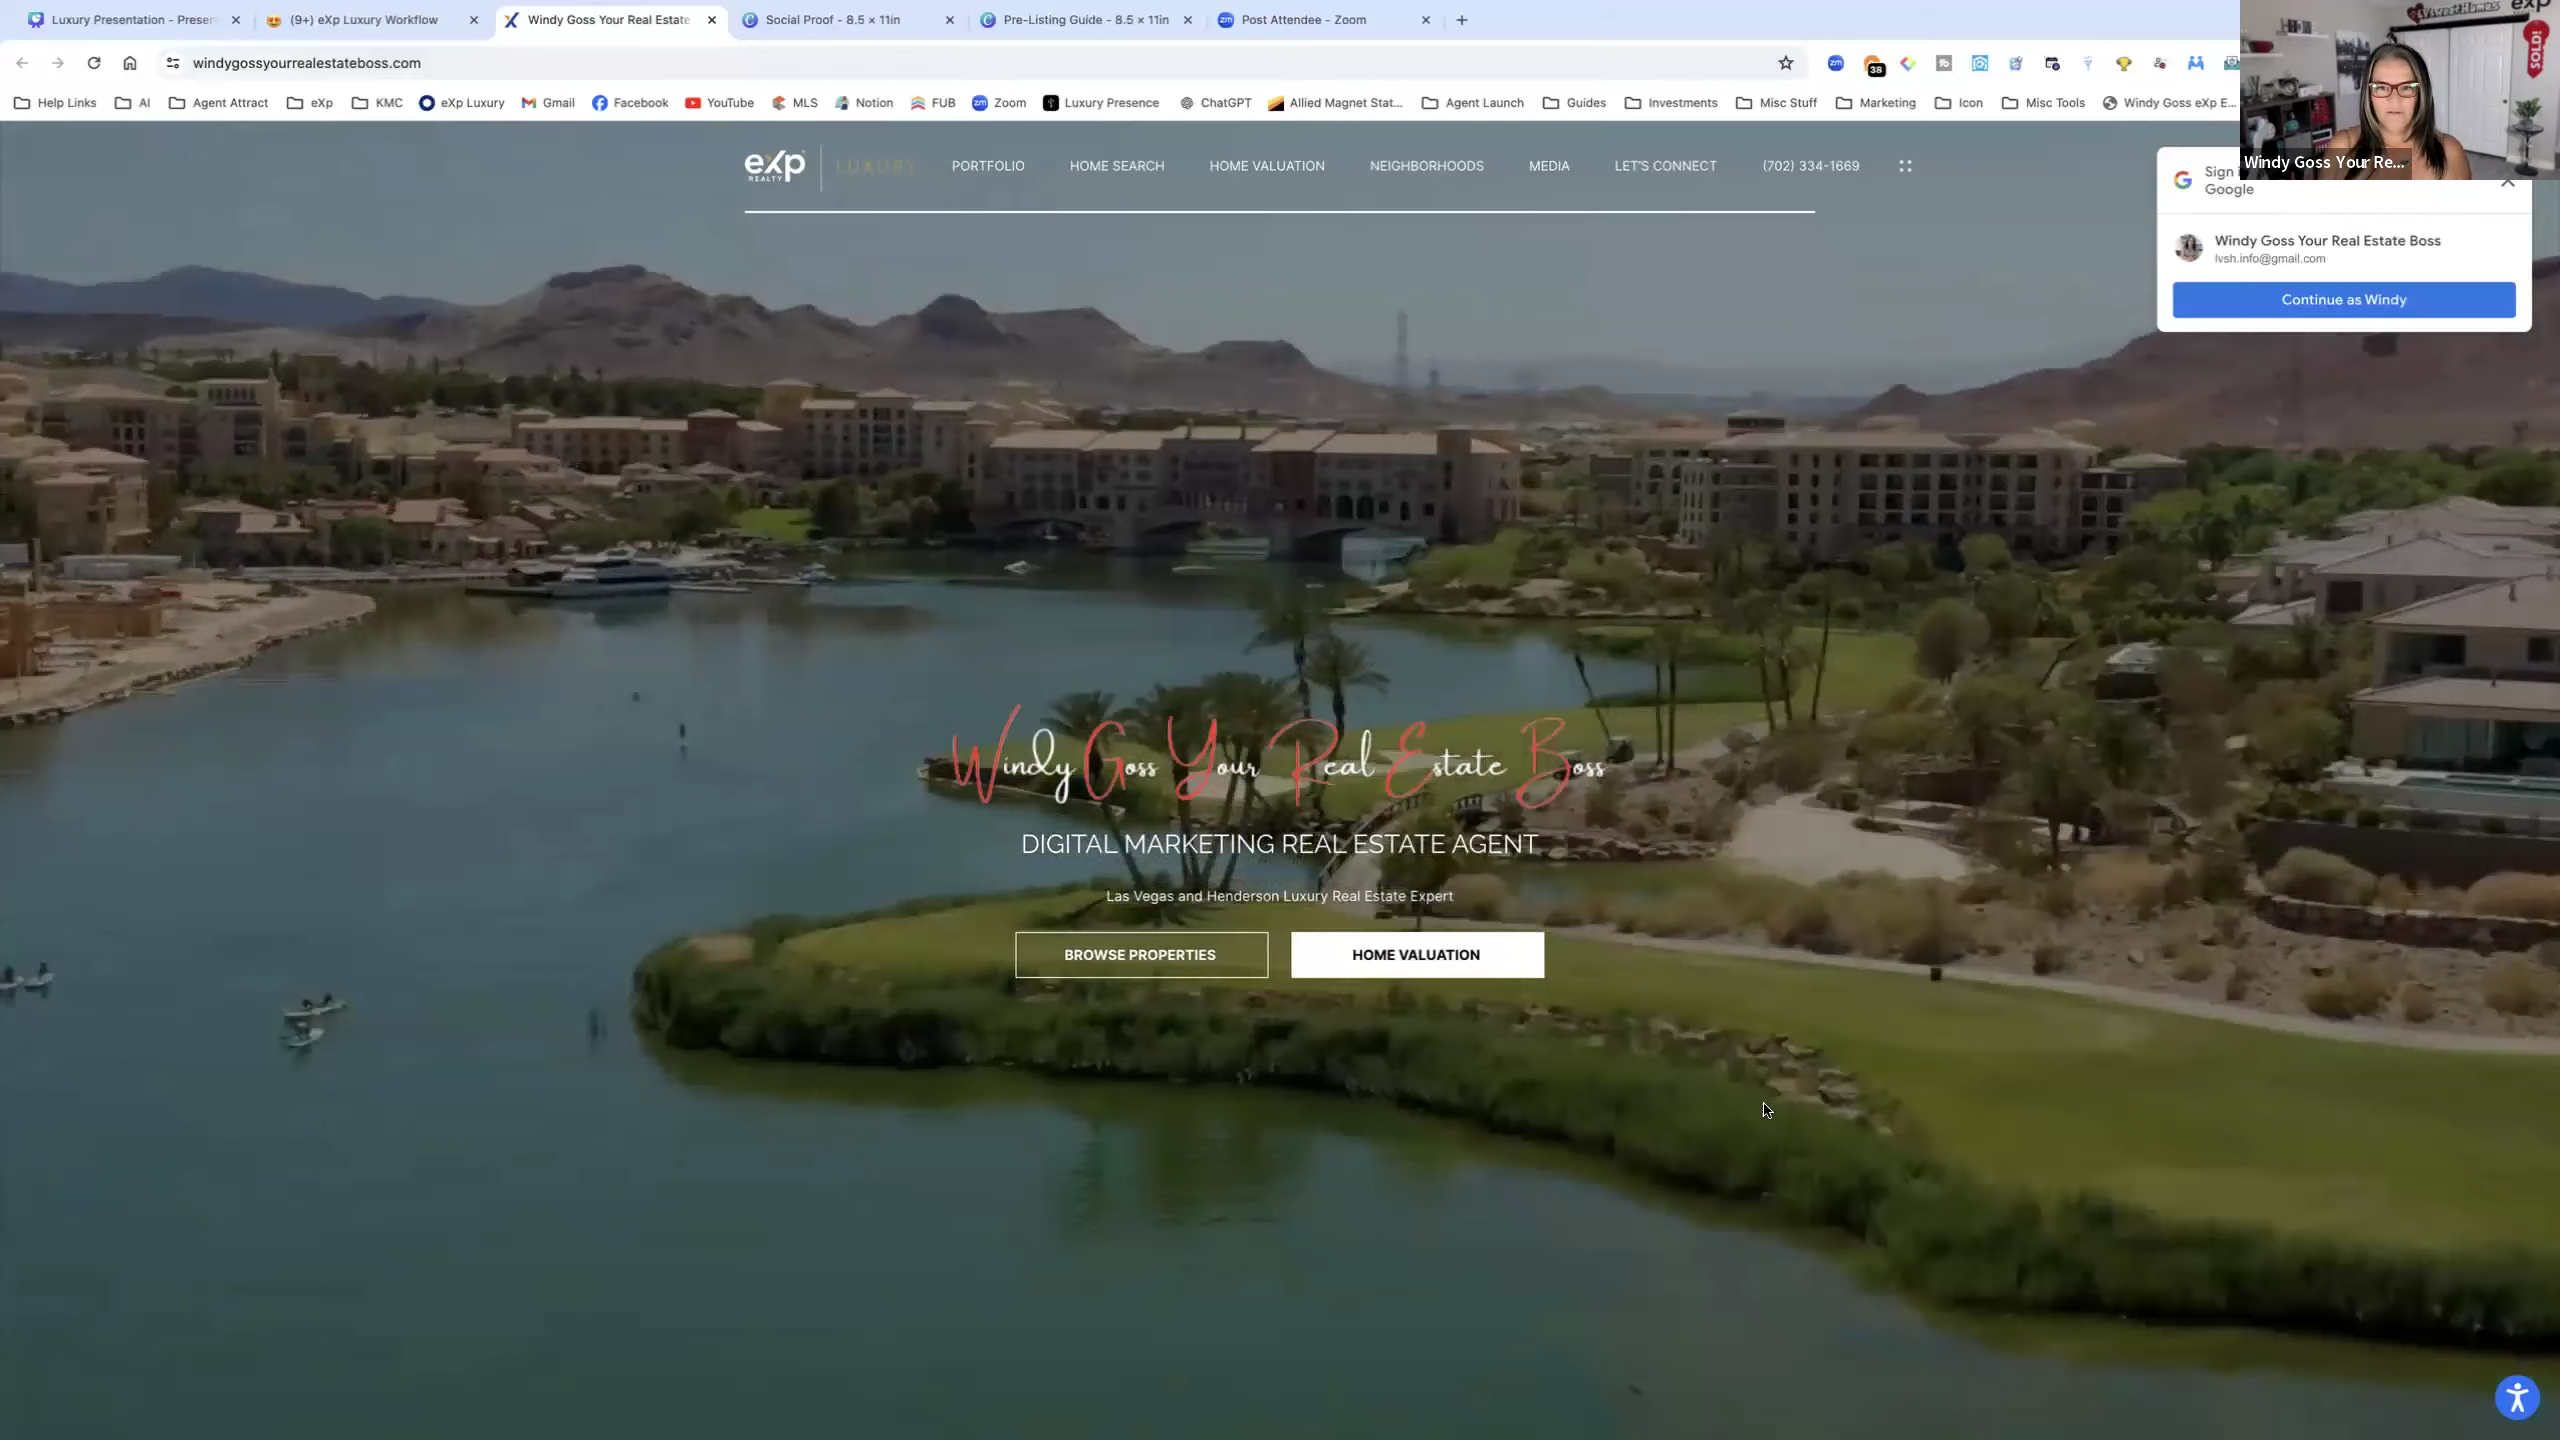 Luxury Presentation - Presen
(9+) eXp Luxury Workflow
Windy Goss Your Real Estate
Social Proof - 8.5 × 11in
Pre-Listing Guide - 8.5 × 11in
Post Attendee - Zoom
windygossyourrealestateboss.com
38
Help Links
AI
Agent Attract
eXp
KMC
eXp Luxury
Gmail
Facebook
YouTube
MLS
Notion
FUB
Zoom
Luxury Presence
ChatGPT
Allied Magnet Stat...
Agent Launch
Guides
Investments
Misc Stuff
Marketing
Icon
Misc Tools
Windy Goss eXp E...
exp
SOLD!
Windy Goss Your Re...
eXp REALTY
LUXURY
PORTFOLIO
HOME SEARCH
HOME VALUATION
NEIGHBORHOODS
MEDIA
LET'S CONNECT
(702) 334-1669
Sign
Google
Windy Goss Your Real Estate Boss
lvsh.info@gmail.com
Continue as Windy
Windy Goss Your Real Estate Boss
DIGITAL MARKETING REAL ESTATE AGENT
Las Vegas and Henderson Luxury Real Estate Expert
BROWSE PROPERTIES
HOME VALUATION